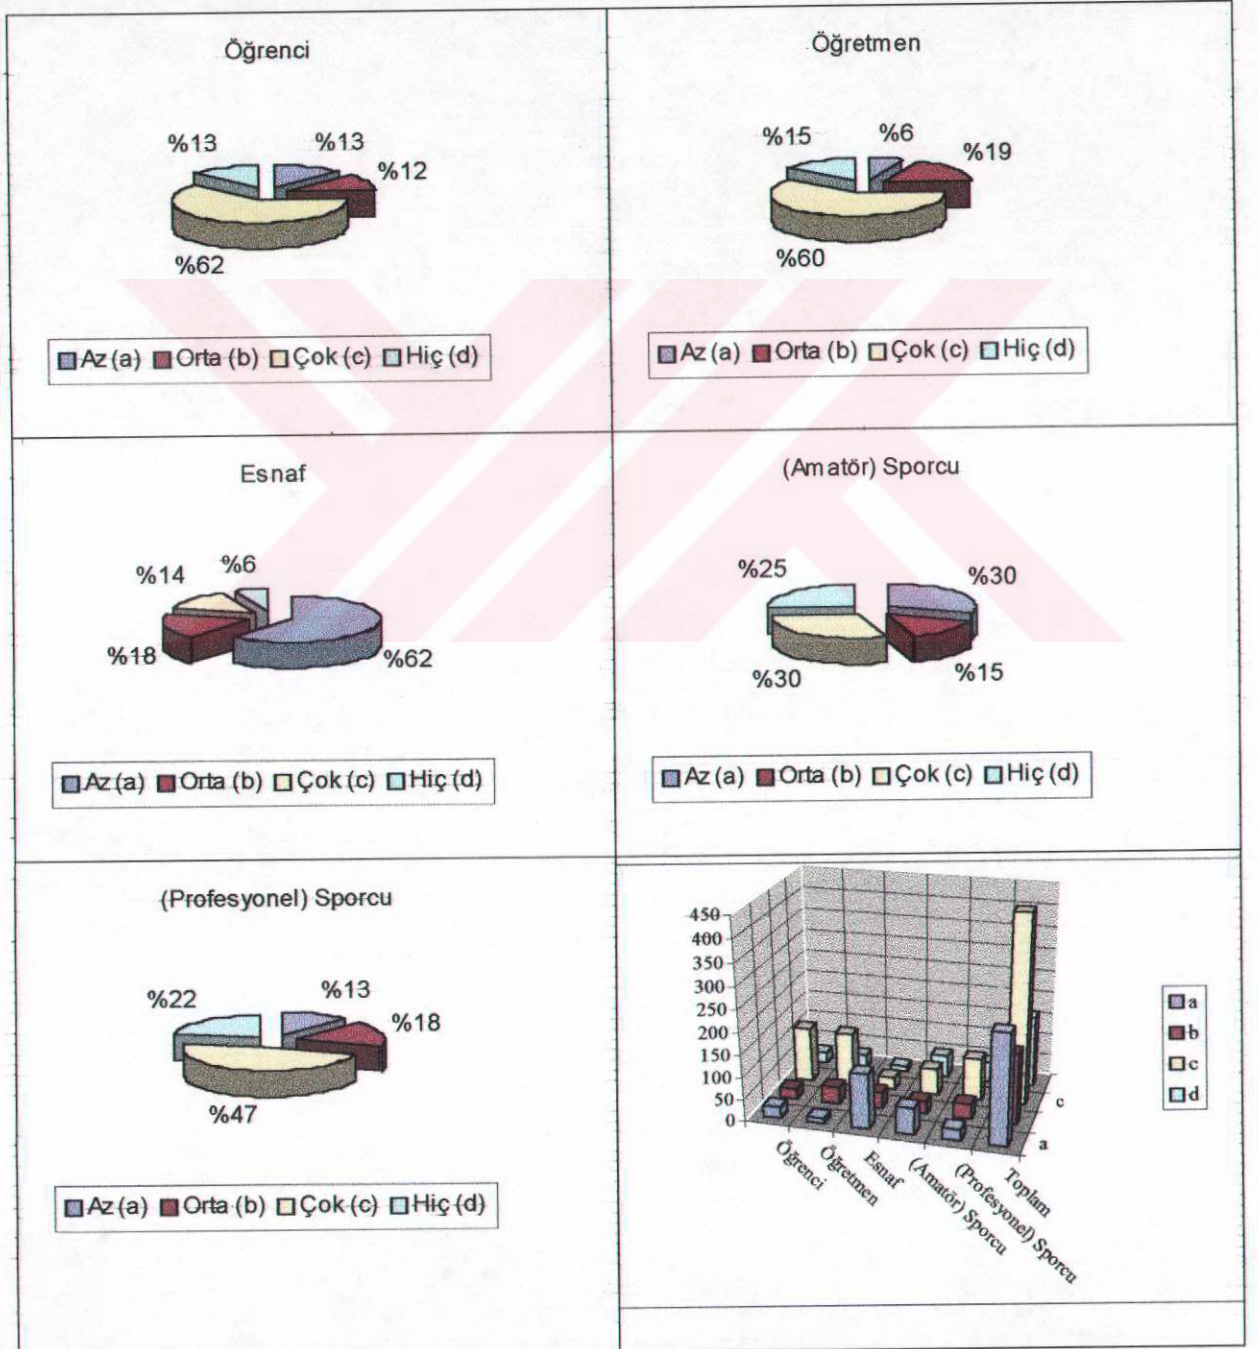 Öğrenci
%13
%13
%12
%62
Az (a) Orta (b) Çok (c) Hiç (d)
Öğretmen
%15
%6
%19
%60
Az (a) Orta (b) Çok (c) Hiç (d)
Esnaf
%14
%6
%18
%62
Az (a) Orta (b) Çok (c) Hiç (d)
(Amatör) Sporcu
%25
%30
%30
%15
Az (a) Orta (b) Çok (c) Hiç (d)
(Profesyonel) Sporcu
%22
%13
%18
%47
Az (a) Orta (b) Çok (c) Hiç (d)
450
400
350
300
250
200
150
100
50
0
Öğrenci
Öğretmen
Esnaf
(Amatör) Sporcu
(Profesyonel) Sporcu
Toplam
a
c
a
b
c
d